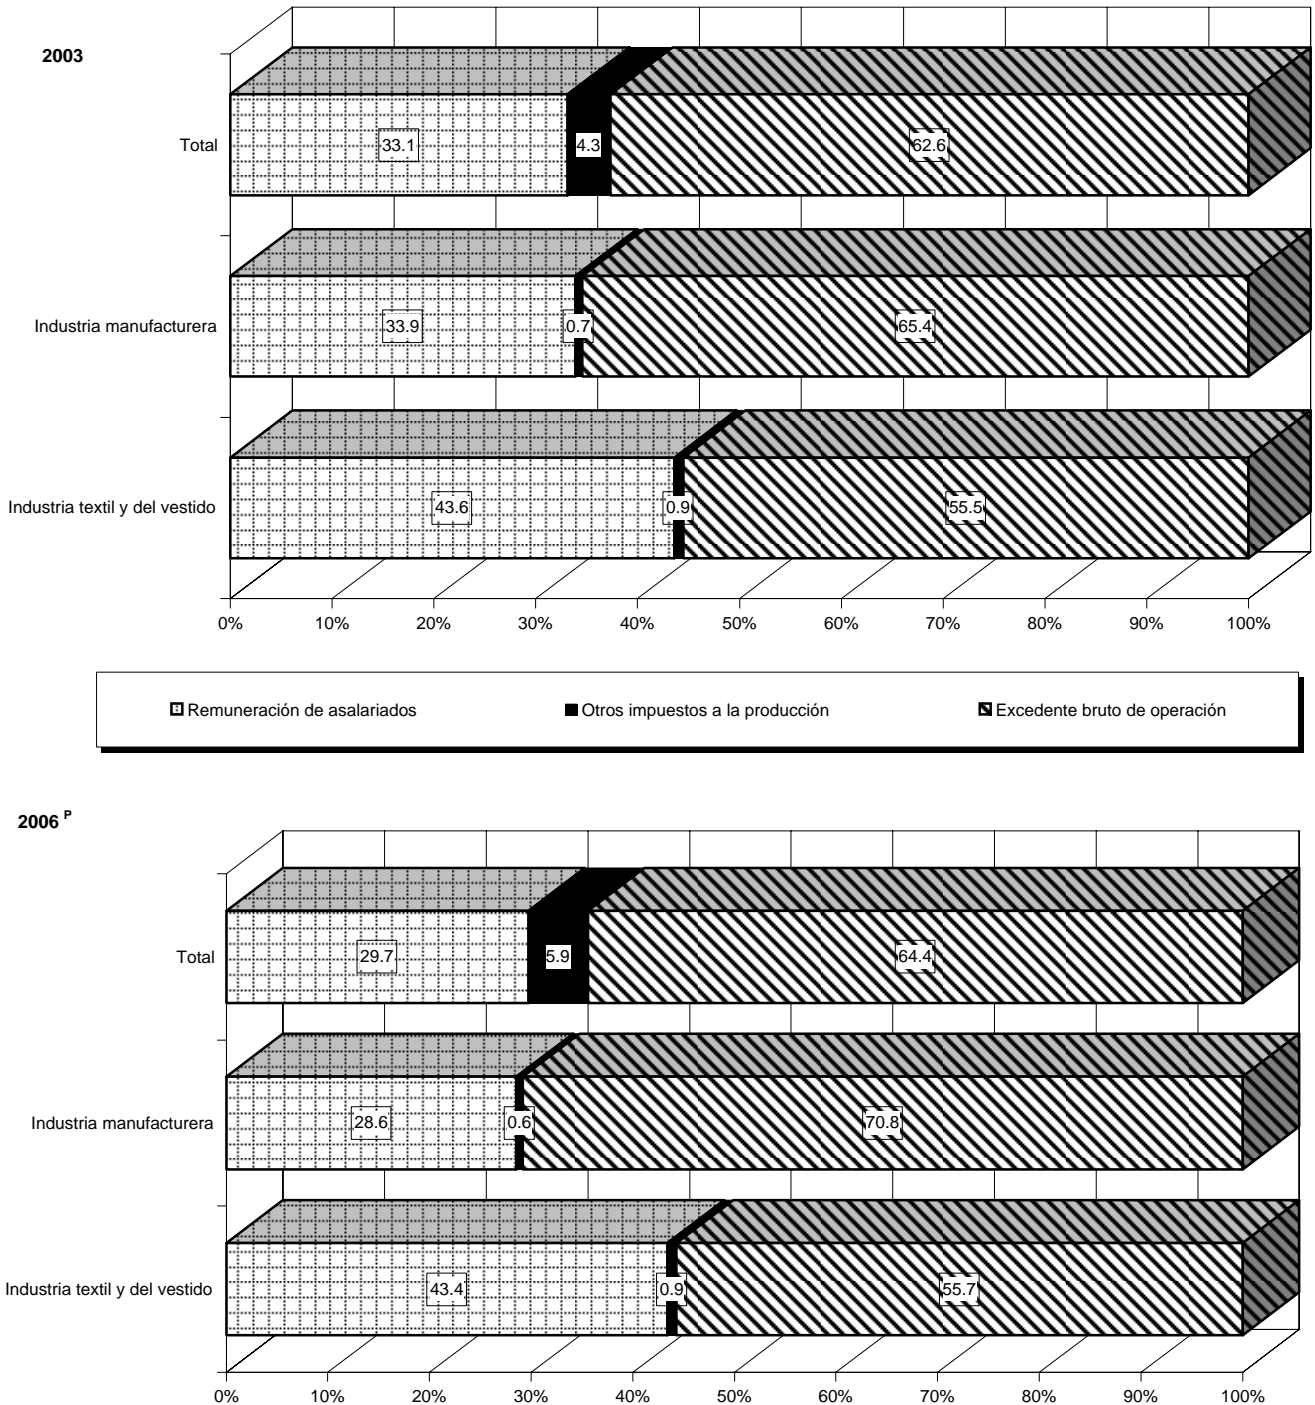 2003
Total
33.1
4.3
62.6
Industria manufacturera
33.9
0.7
65.4
Industria textil y del vestido
43.6
0.9
55.5
0% 10% 20% 30% 40% 50% 60% 70% 80% 90% 100%
Remuneración de asalariados Otros impuestos a la producción Excedente bruto de operación
2006 P
Total
29.7
5.9
64.4
Industria manufacturera
28.6
0.6
70.8
Industria textil y del vestido
43.4
0.9
55.7
0% 10% 20% 30% 40% 50% 60% 70% 80% 90% 100%